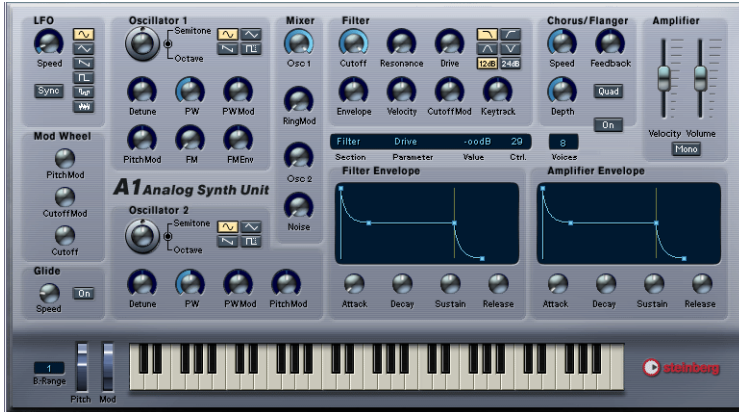 LFO
Speed
Sync
Mod Wheel
PitchMod
CutoffMod
Cutoff
Glide
Speed
On
Oscillator 1
Semitone
Octave
Detune PW PWMod
PitchMod FM FMEnv
A1 Analog Synth Unit
Oscillator 2
Semitone
Octave
Detune PW PWMod PitchMod
Mixer
Osc 1
RingMod
Osc 2
Noise
Filter
Cutoff Resonance Drive
12dB 24dB
Envelope Velocity CutoffMod Keytrack
Filter Drive -oodB 29
Section Parameter Value Ctrl.
8
Voices
Chorus/Flanger
Speed Feedback
Quad
Depth
On
Amplifier
Velocity Volume
Mono
Filter Envelope
Attack Decay Sustain Release
Amplifier Envelope
Attack Decay Sustain Release
1
B.-Range
Pitch Mod
steinberg